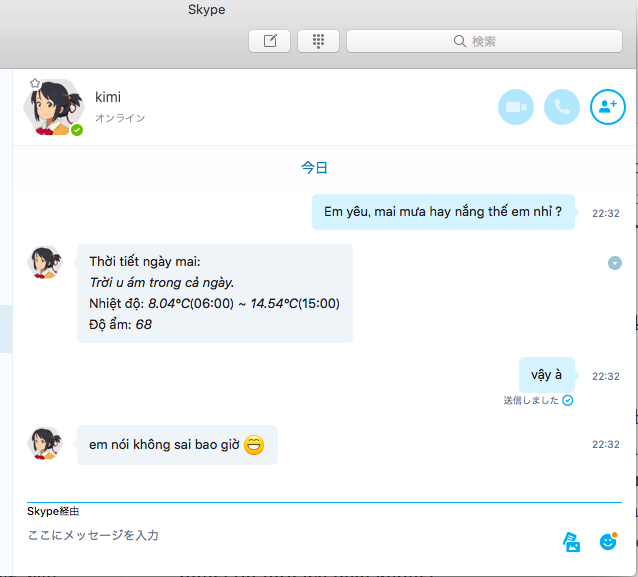 Skype
検索
kimi
オンライン
今日
Em yêu, mai mưa hay nắng thế em nhỉ ?
22:32
Thời tiết ngày mai:
Trời u ám trong cả ngày.
Nhiệt độ: 8.04ºC(06:00) ~ 14.54ºC(15:00)
Độ ẩm: 68
vậy à
22:32
送信しました
em nói không sai bao giờ
22:32
Skype経由
ここにメッセージを入力